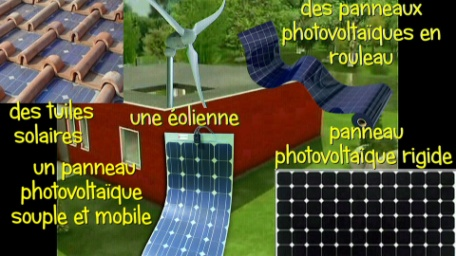 des panneaux
photovoltaïques en
rouleau
des tuiles
solaires
une éolienne
panneau
photovoltaïque rigide
un panneau
photovoltaïque
souple et mobile